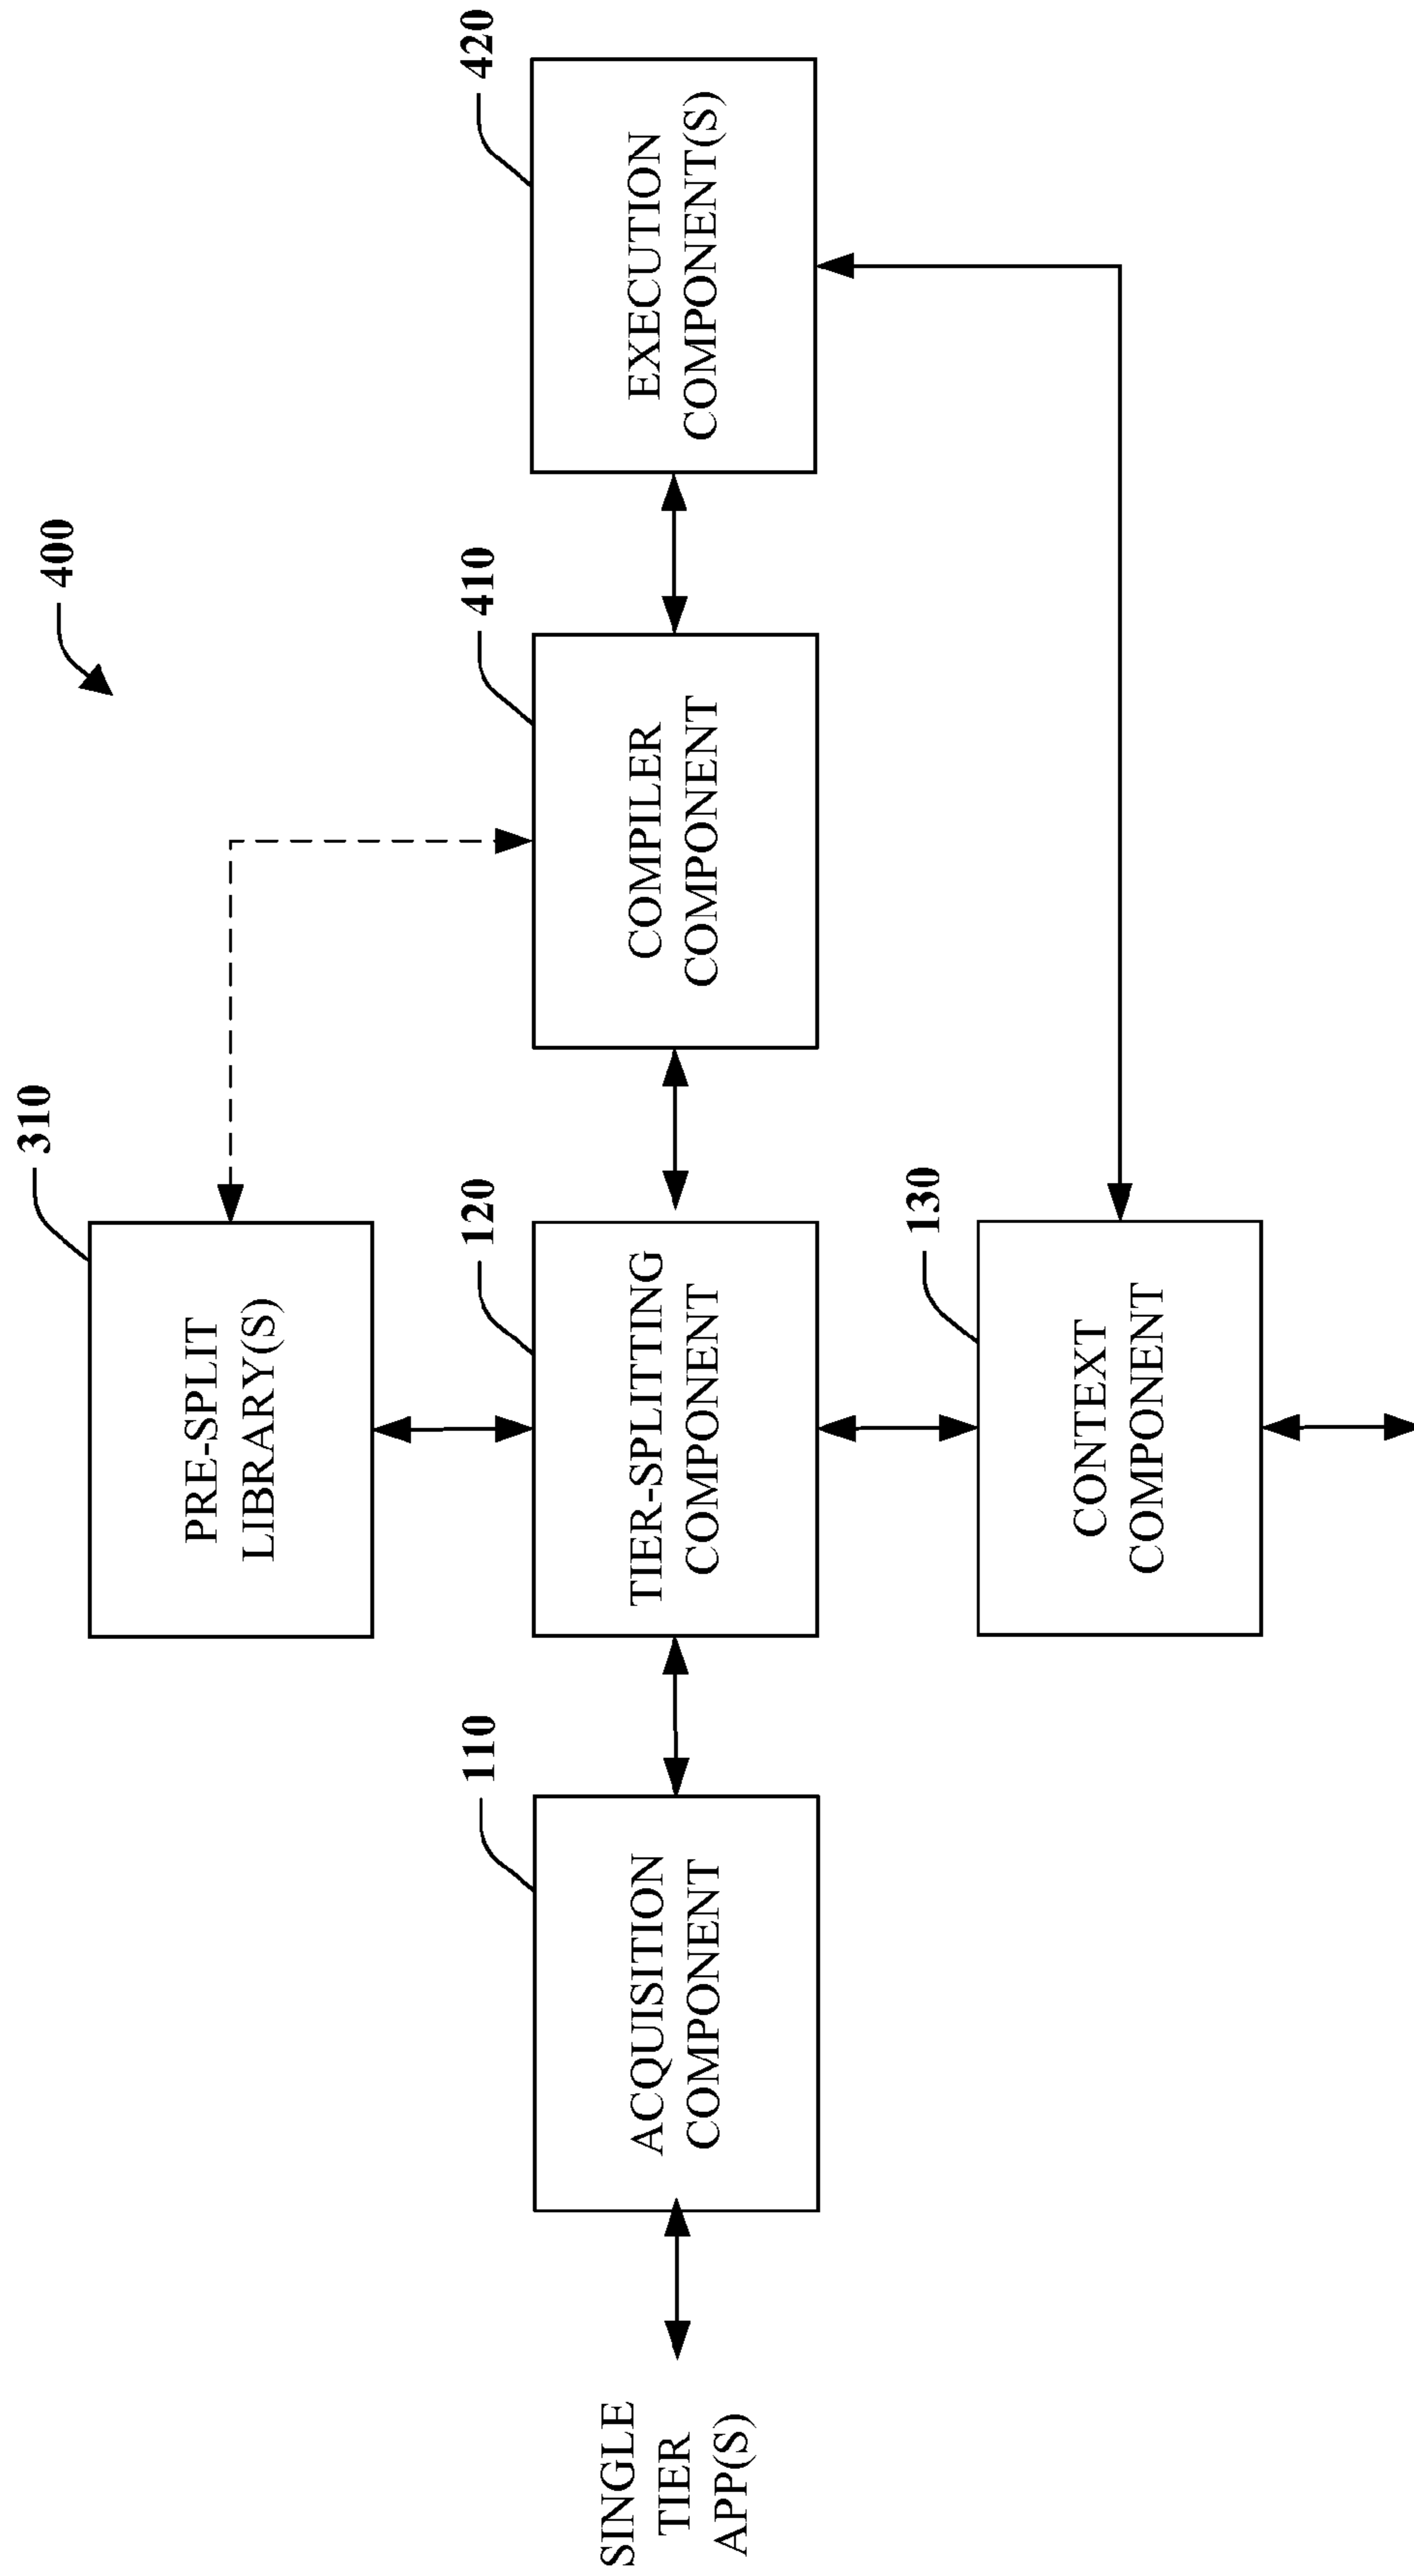 400
310
PRE-SPLIT
LIBRARY(S)
110
120
410
420
SINGLE
TIER
APP(S)
ACQUISITION
COMPONENT
TIER-SPLITTING
COMPONENT
COMPILER
COMPONENT
EXECUTION
COMPONENT(S)
130
CONTEXT
COMPONENT